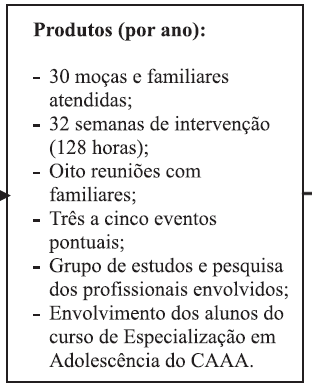 Produtos (por ano):
- 30 moças e familiares
atendidas;
- 32 semanas de intervenção
(128 horas);
- Oito reuniões com
familiares;
- Três a cinco eventos
pontuais;
- Grupo de estudos e pesquisa
dos profissionais envolvidos;
- Envolvimento dos alunos do
curso de Especialização em
Adolescência do CAAA.